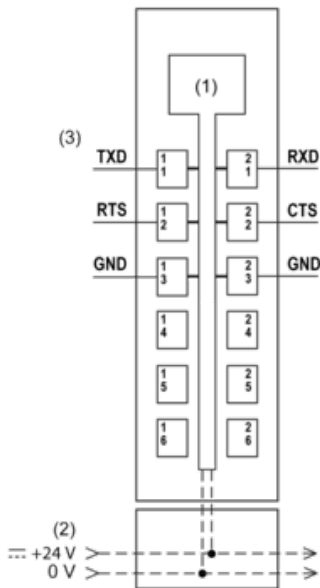 (1)
(3)
TXD 1 1 2 1 RXD
RTS 1 2 2 2 CTS
GND 1 3 2 3 GND
1 4 2 4
1 5 2 5
1 6 2 6
(2)
+24 V
0 V